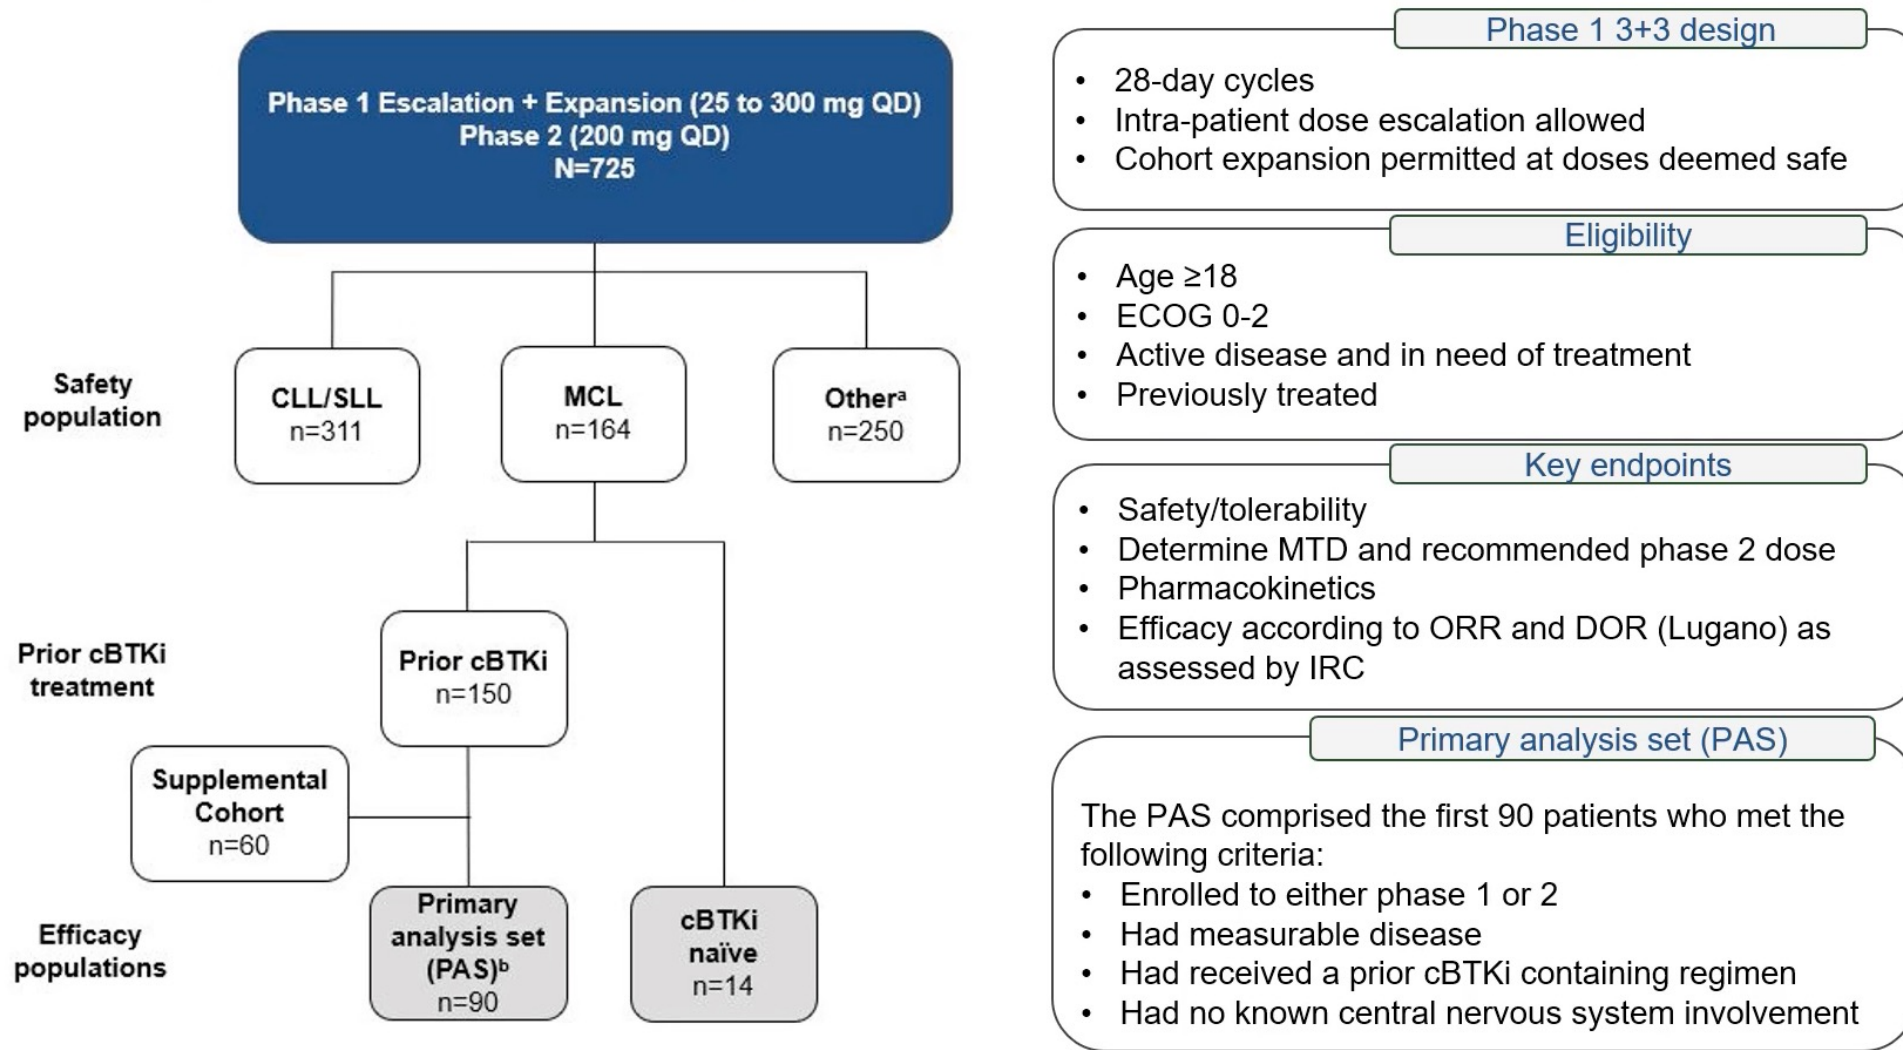 Phase 1 Escalation + Expansion (25 to 300 mg QD)
Phase 2 (200 mg QD)
N=725
Safety
population
CLL/SLL
n=311
MCL
n=164
Otherᵃ
n=250
Prior cBTKi
treatment
Prior cBTKi
n=150
Supplemental
Cohort
n=60
Efficacy
populations
Primary
analysis set
(PAS)ᵇ
n=90
cBTKi
naïve
n=14
Phase 1 3+3 design
• 28-day cycles
• Intra-patient dose escalation allowed
• Cohort expansion permitted at doses deemed safe
Eligibility
• Age ≥18
• ECOG 0-2
• Active disease and in need of treatment
• Previously treated
Key endpoints
• Safety/tolerability
• Determine MTD and recommended phase 2 dose
• Pharmacokinetics
• Efficacy according to ORR and DOR (Lugano) as
assessed by IRC
Primary analysis set (PAS)
The PAS comprised the first 90 patients who met the
following criteria:
• Enrolled to either phase 1 or 2
• Had measurable disease
• Had received a prior cBTKi containing regimen
• Had no known central nervous system involvement